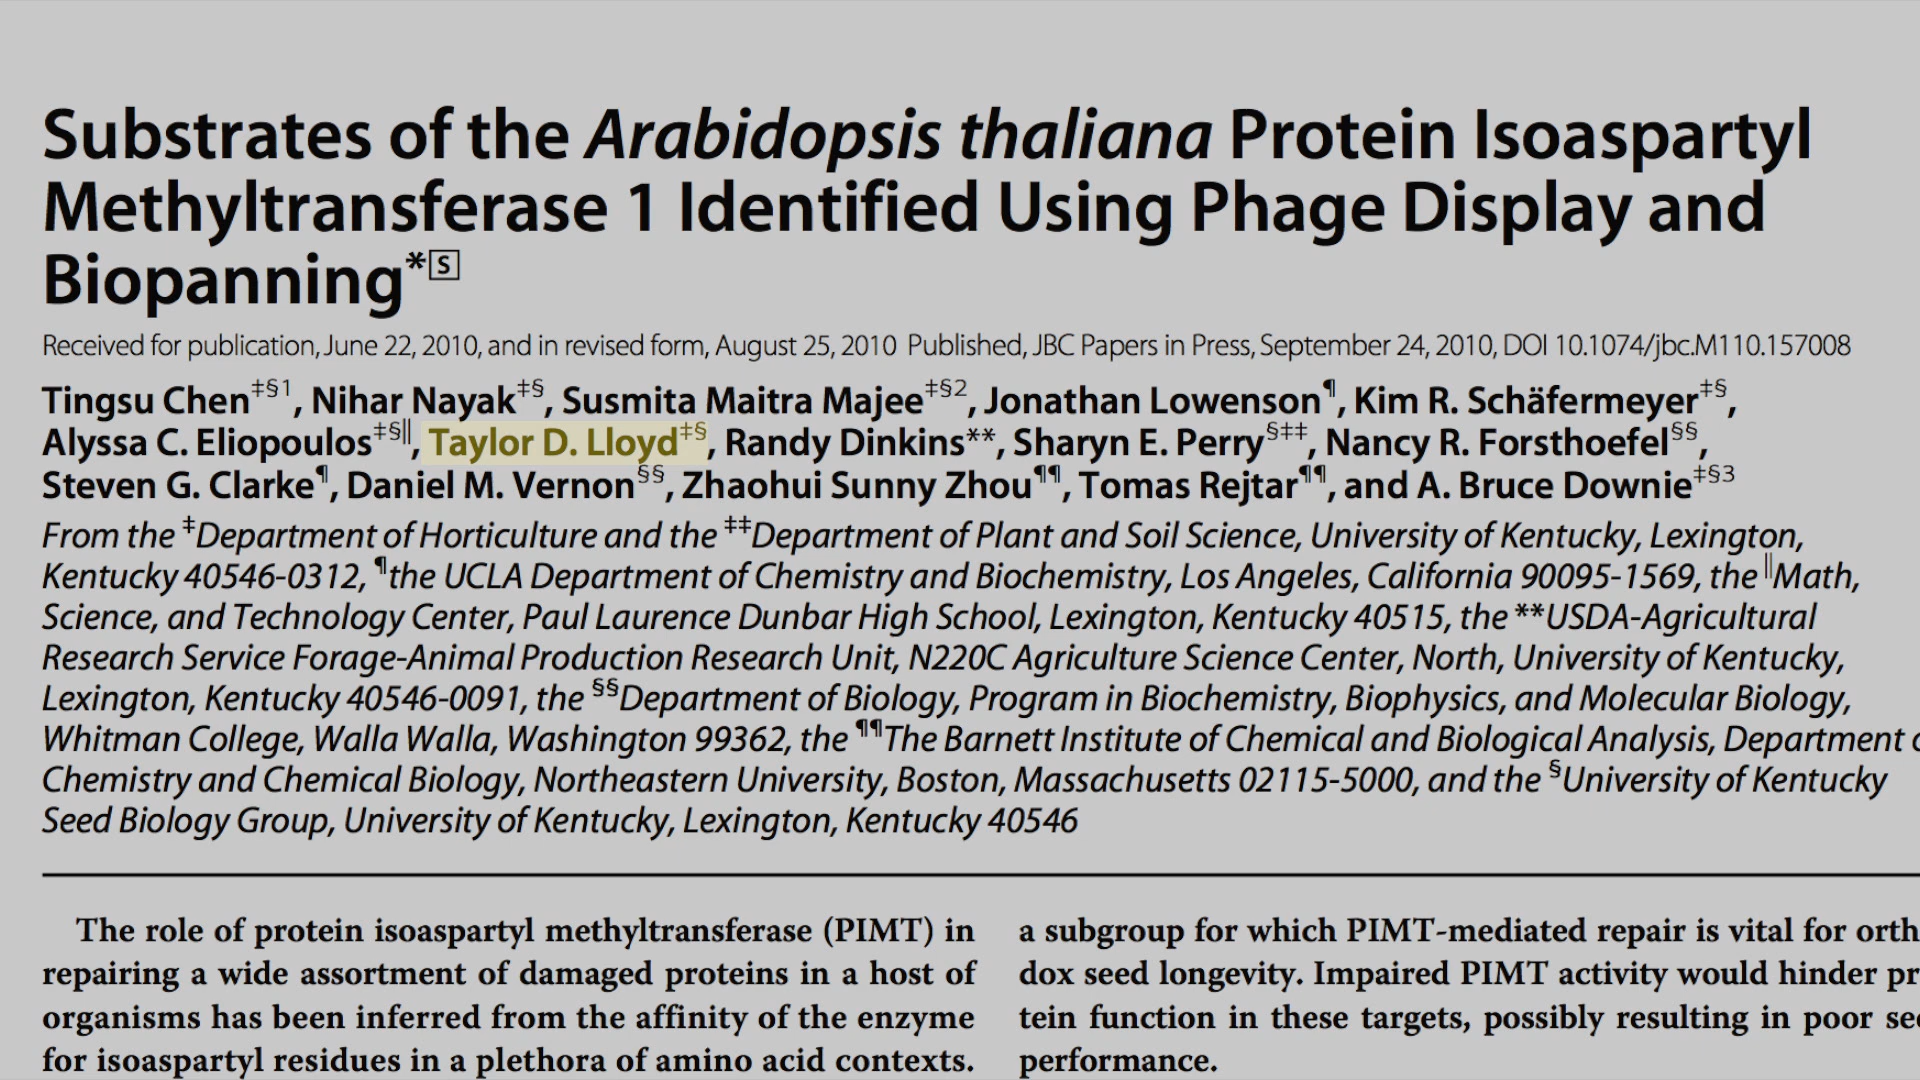 Substrates of the Arabidopsis thaliana Protein Isoaspartyl
Methyltransferase 1 Identified Using Phage Display and
Biopanning*[S]
Received for publication, June 22, 2010, and in revised form, August 25, 2010 Published, JBC Papers in Press, September 24, 2010, DOI 10.1074/jbc.M110.157008
Tingsu Chen‡§1, Nihar Nayak‡§, Susmita Maitra Majee‡§2, Jonathan Lowenson¶, Kim R. Schäfermeyer‡§,
Alyssa C. Eliopoulos‡§‖, Taylor D. Lloyd‡§, Randy Dinkins**, Sharyn E. Perry§‡‡, Nancy R. Forsthoefel§§,
Steven G. Clarke¶, Daniel M. Vernon§§, Zhaohui Sunny Zhou¶¶, Tomas Rejtar¶¶, and A. Bruce Downie‡§3
From the ‡Department of Horticulture and the ‡‡Department of Plant and Soil Science, University of Kentucky, Lexington,
Kentucky 40546-0312, ¶the UCLA Department of Chemistry and Biochemistry, Los Angeles, California 90095-1569, the ‖Math,
Science, and Technology Center, Paul Laurence Dunbar High School, Lexington, Kentucky 40515, the **USDA-Agricultural
Research Service Forage-Animal Production Research Unit, N220C Agriculture Science Center, North, University of Kentucky,
Lexington, Kentucky 40546-0091, the §§Department of Biology, Program in Biochemistry, Biophysics, and Molecular Biology,
Whitman College, Walla Walla, Washington 99362, the ¶¶The Barnett Institute of Chemical and Biological Analysis, Department
Chemistry and Chemical Biology, Northeastern University, Boston, Massachusetts 02115-5000, and the §University of Kentucky
Seed Biology Group, University of Kentucky, Lexington, Kentucky 40546
The role of protein isoaspartyl methyltransferase (PIMT) in
repairing a wide assortment of damaged proteins in a host of
organisms has been inferred from the affinity of the enzyme
for isoaspartyl residues in a plethora of amino acid contexts.
a subgroup for which PIMT-mediated repair is vital for orth
dox seed longevity. Impaired PIMT activity would hinder pr
tein function in these targets, possibly resulting in poor see
performance.